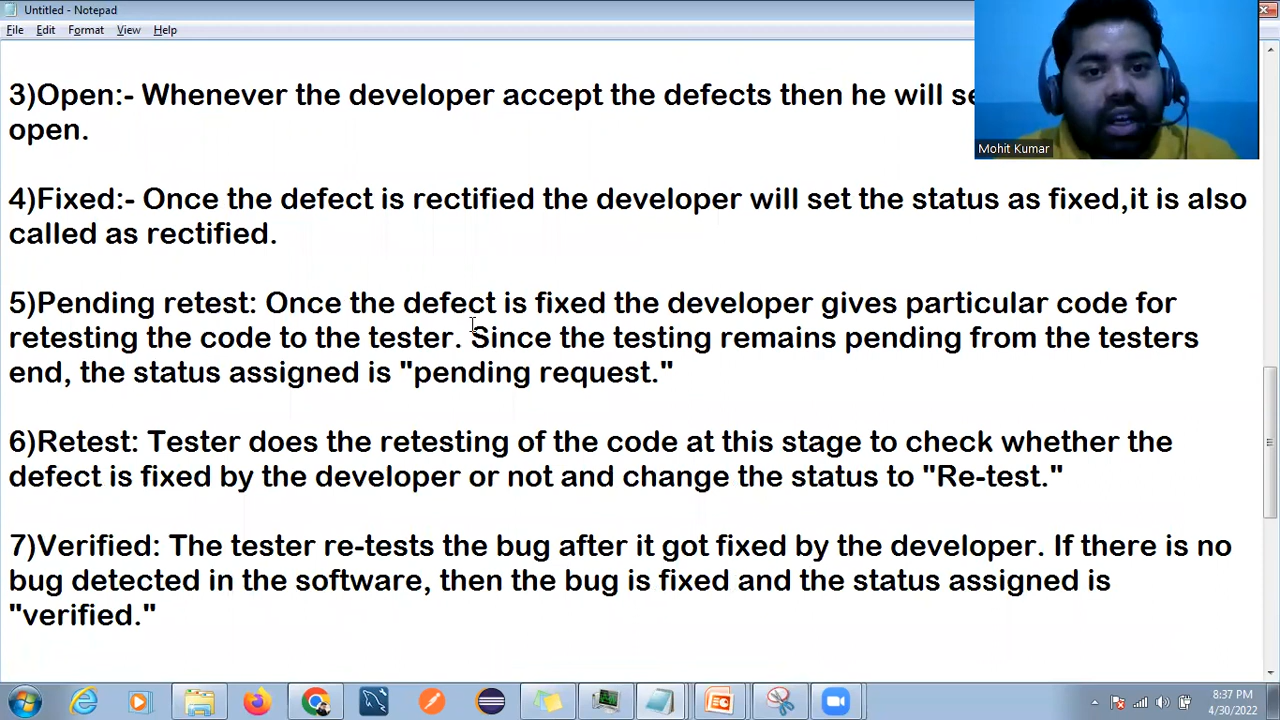 Untitled - Notepad
File Edit Format View Help
3)Open:- Whenever the developer accept the defects then he will
open.
Mohit Kumar
4)Fixed:- Once the defect is rectified the developer will set the status as fixed,it is also
called as rectified.
5)Pending retest: Once the defect is fixed the developer gives particular code for
retesting the code to the tester. Since the testing remains pending from the testers
end, the status assigned is "pending request."
6)Retest: Tester does the retesting of the code at this stage to check whether the
defect is fixed by the developer or not and change the status to "Re-test."
7)Verified: The tester re-tests the bug after it got fixed by the developer. If there is no
bug detected in the software, then the bug is fixed and the status assigned is
"verified."
8:37 PM
4/30/2022